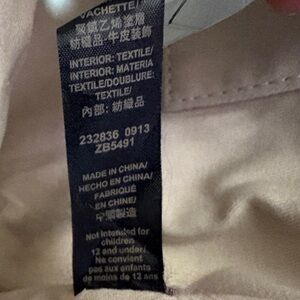 VACHETTE/
聚氯乙烯塗層
紡織品-牛皮裝飾
INTERIOR: TEXTILE/
INTERIOR: MATERIA
TEXTILE/DOUBLURE:
TEXTILE/
內部: 紡織品
232836 0913
ZB5491
MADE IN CHINA/
HECHO EN CHINA/
FABRIQUÉ
EN CHINE/
中國製造
Not intended for
children
12 and under/
Ne convient
pas aux enfants
de moins de 12 ans